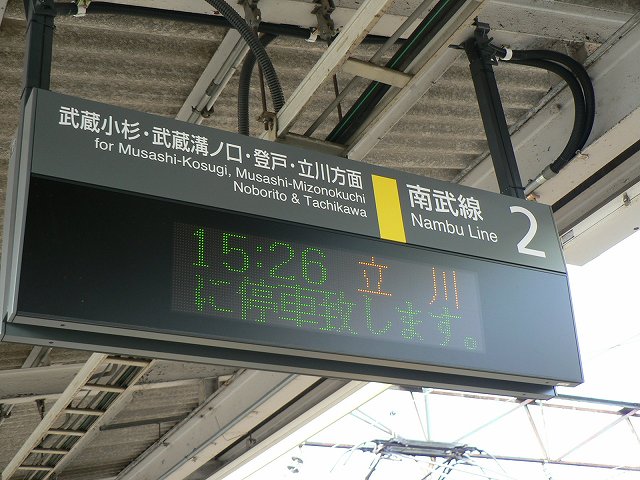 武蔵小杉・武蔵溝ノ口・登戸・立川方面
for Musashi-Kosugi, Musashi-Mizonokuchi
Noborito & Tachikawa
南武線
Nambu Line
2
15:26 立 川
に停車致します。